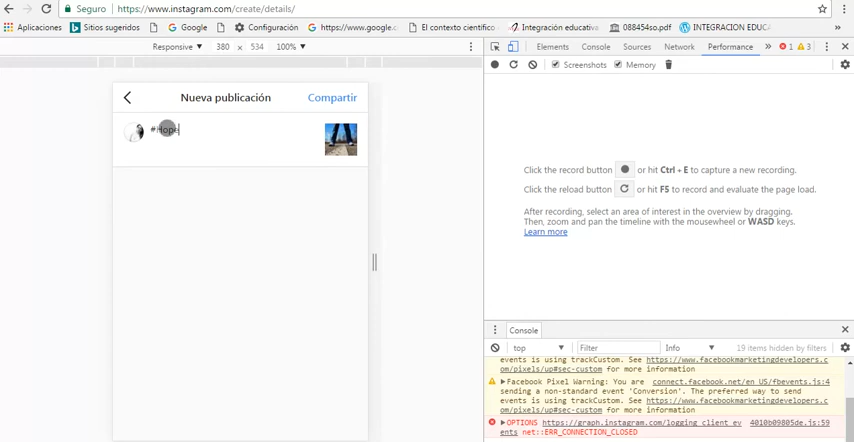 Seguro https://www.instagram.com/create/details/
Aplicaciones Sitios sugeridos Google Configuración https://www.google.c El contexto científico Integración educativa 088454so.pdf INTEGRACION EDUCA
Responsive ▼ 380 × 534 100% ▼
Elements Console Sources Network Performance » 1 3
Screenshots Memory
Nueva publicación Compartir
#Hope
Click the record button or hit Ctrl + E to capture a new recording.
Click the reload button or hit F5 to record and evaluate the page load.
After recording, select an area of interest in the overview by dragging.
Then, zoom and pan the timeline with the mousewheel or WASD keys.
Learn more
Console
top ▼ Filter Info ▼ 19 items hidden by filters
events is using trackCustom. See https://www.facebookmarketingdevelopers.c
om/pixels/up#sec-custom for more information
Facebook Pixel Warning: You are connect.facebook.net/en US/fbevents.js:4
sending a non-standard event 'Conversion'. The preferred way to send
events is using trackCustom. See https://www.facebookmarketingdevelopers.c
om/pixels/up#sec-custom for more information
OPTIONS https://graph.instagram.com/logging client ev 4010b09805de.js:59
ents net::ERR_CONNECTION_CLOSED